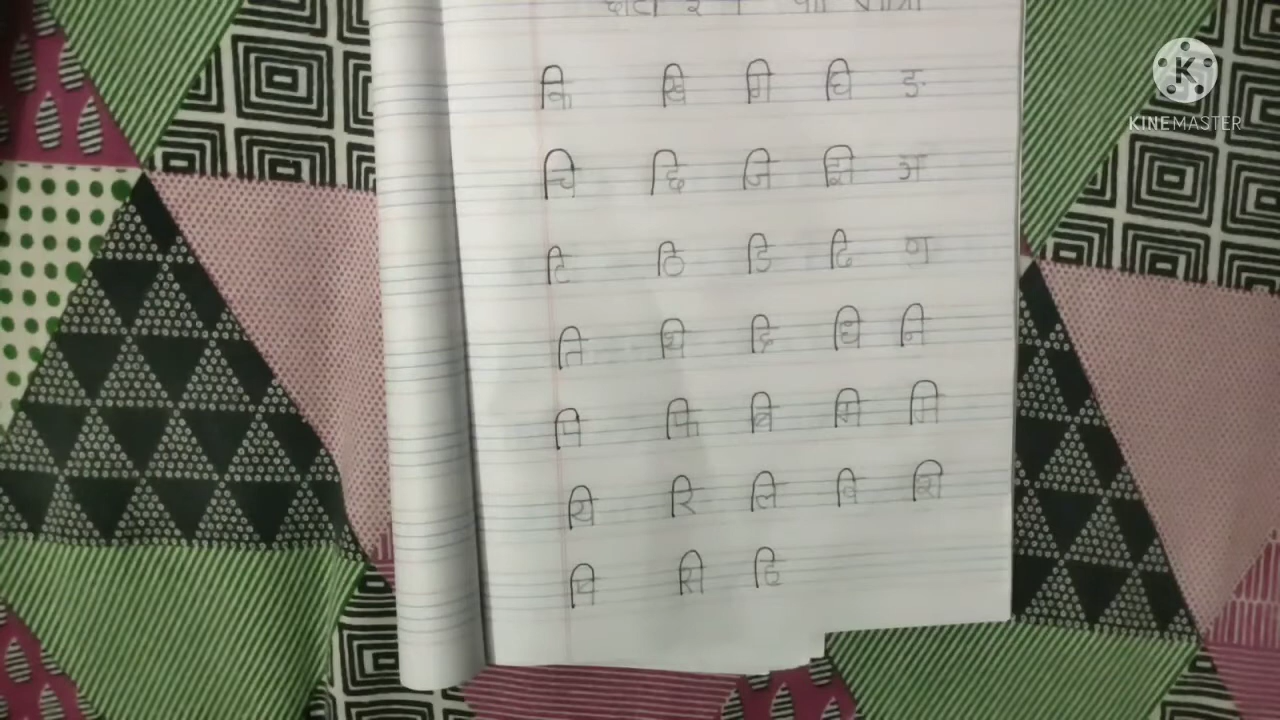 कि खि गि घि ङ
चि छि जि झि ञ
टि ठि डि ढि ण
ति थि दि धि नि
पि फि बि भि मि
यि रि लि वि शि
षि सि हि
K
KINEMASTER